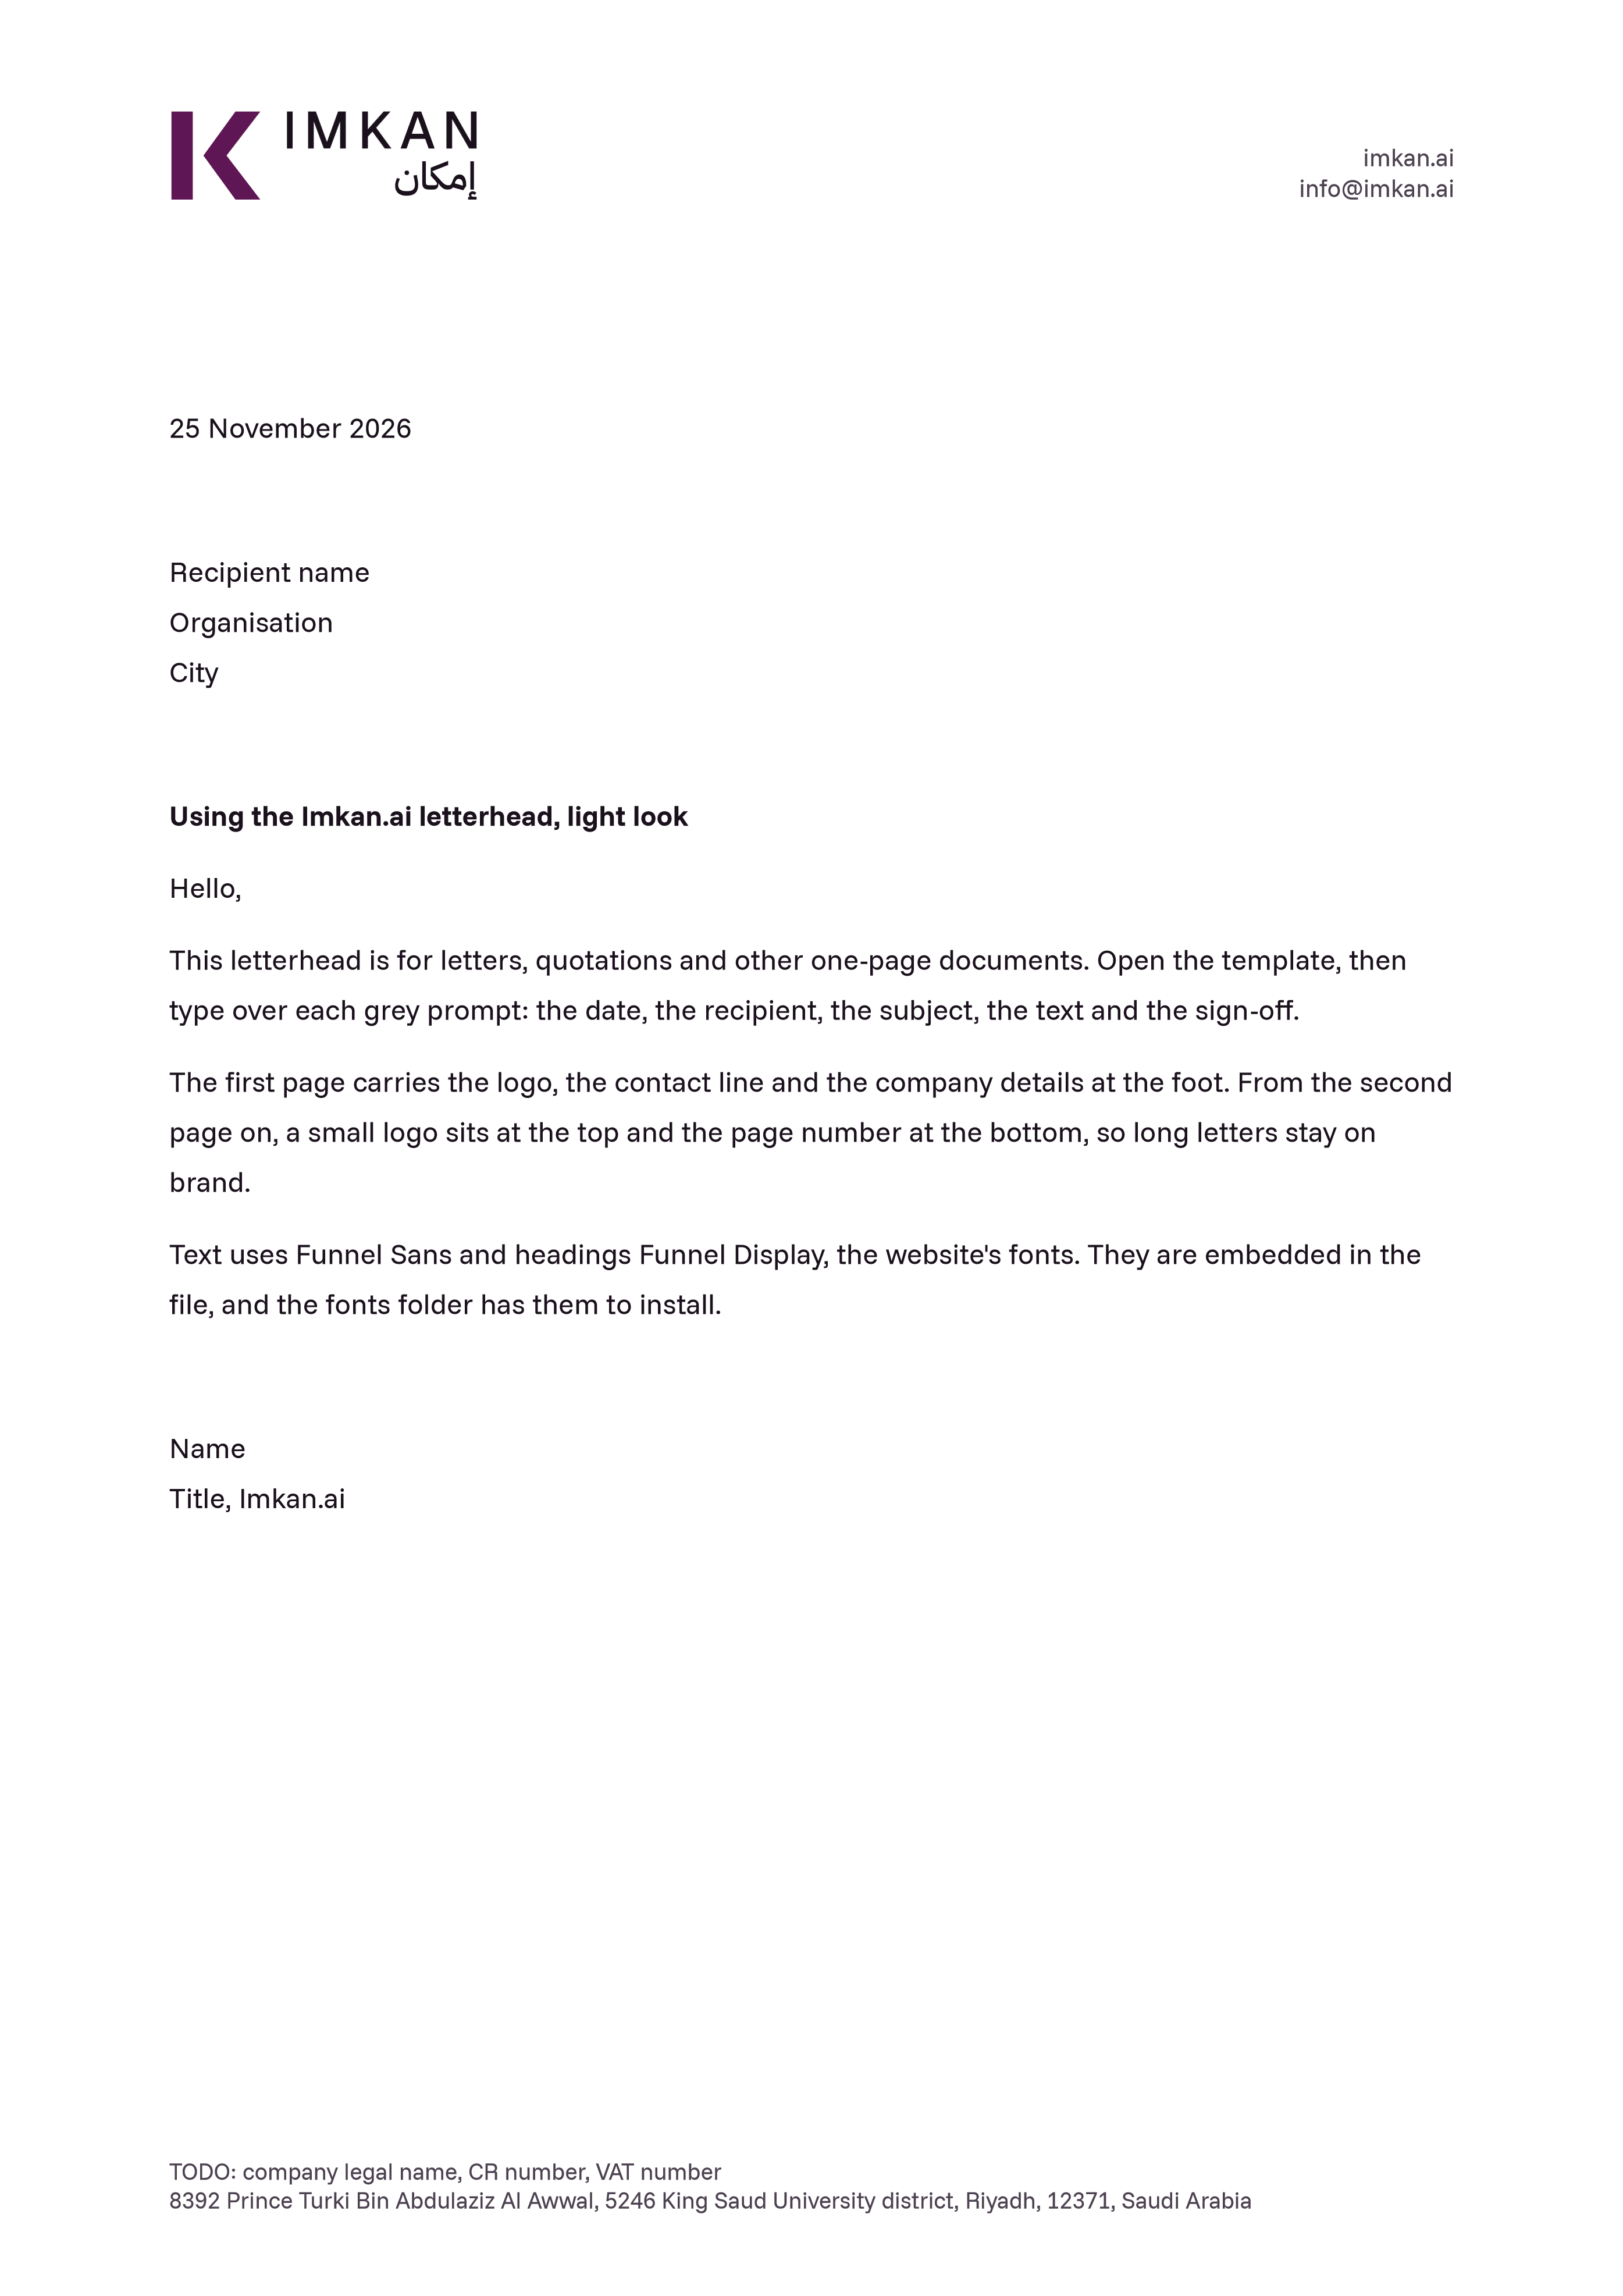 IMKAN
إمكان
imkan.ai
info@imkan.ai
25 November 2026
Recipient name
Organisation
City
Using the Imkan.ai letterhead, light look
Hello,
This letterhead is for letters, quotations and other one-page documents. Open the template, then
type over each grey prompt: the date, the recipient, the subject, the text and the sign-off.
The first page carries the logo, the contact line and the company details at the foot. From the second
page on, a small logo sits at the top and the page number at the bottom, so long letters stay on
brand.
Text uses Funnel Sans and headings Funnel Display, the website's fonts. They are embedded in the
file, and the fonts folder has them to install.
Name
Title, Imkan.ai
TODO: company legal name, CR number, VAT number
8392 Prince Turki Bin Abdulaziz Al Awwal, 5246 King Saud University district, Riyadh, 12371, Saudi Arabia